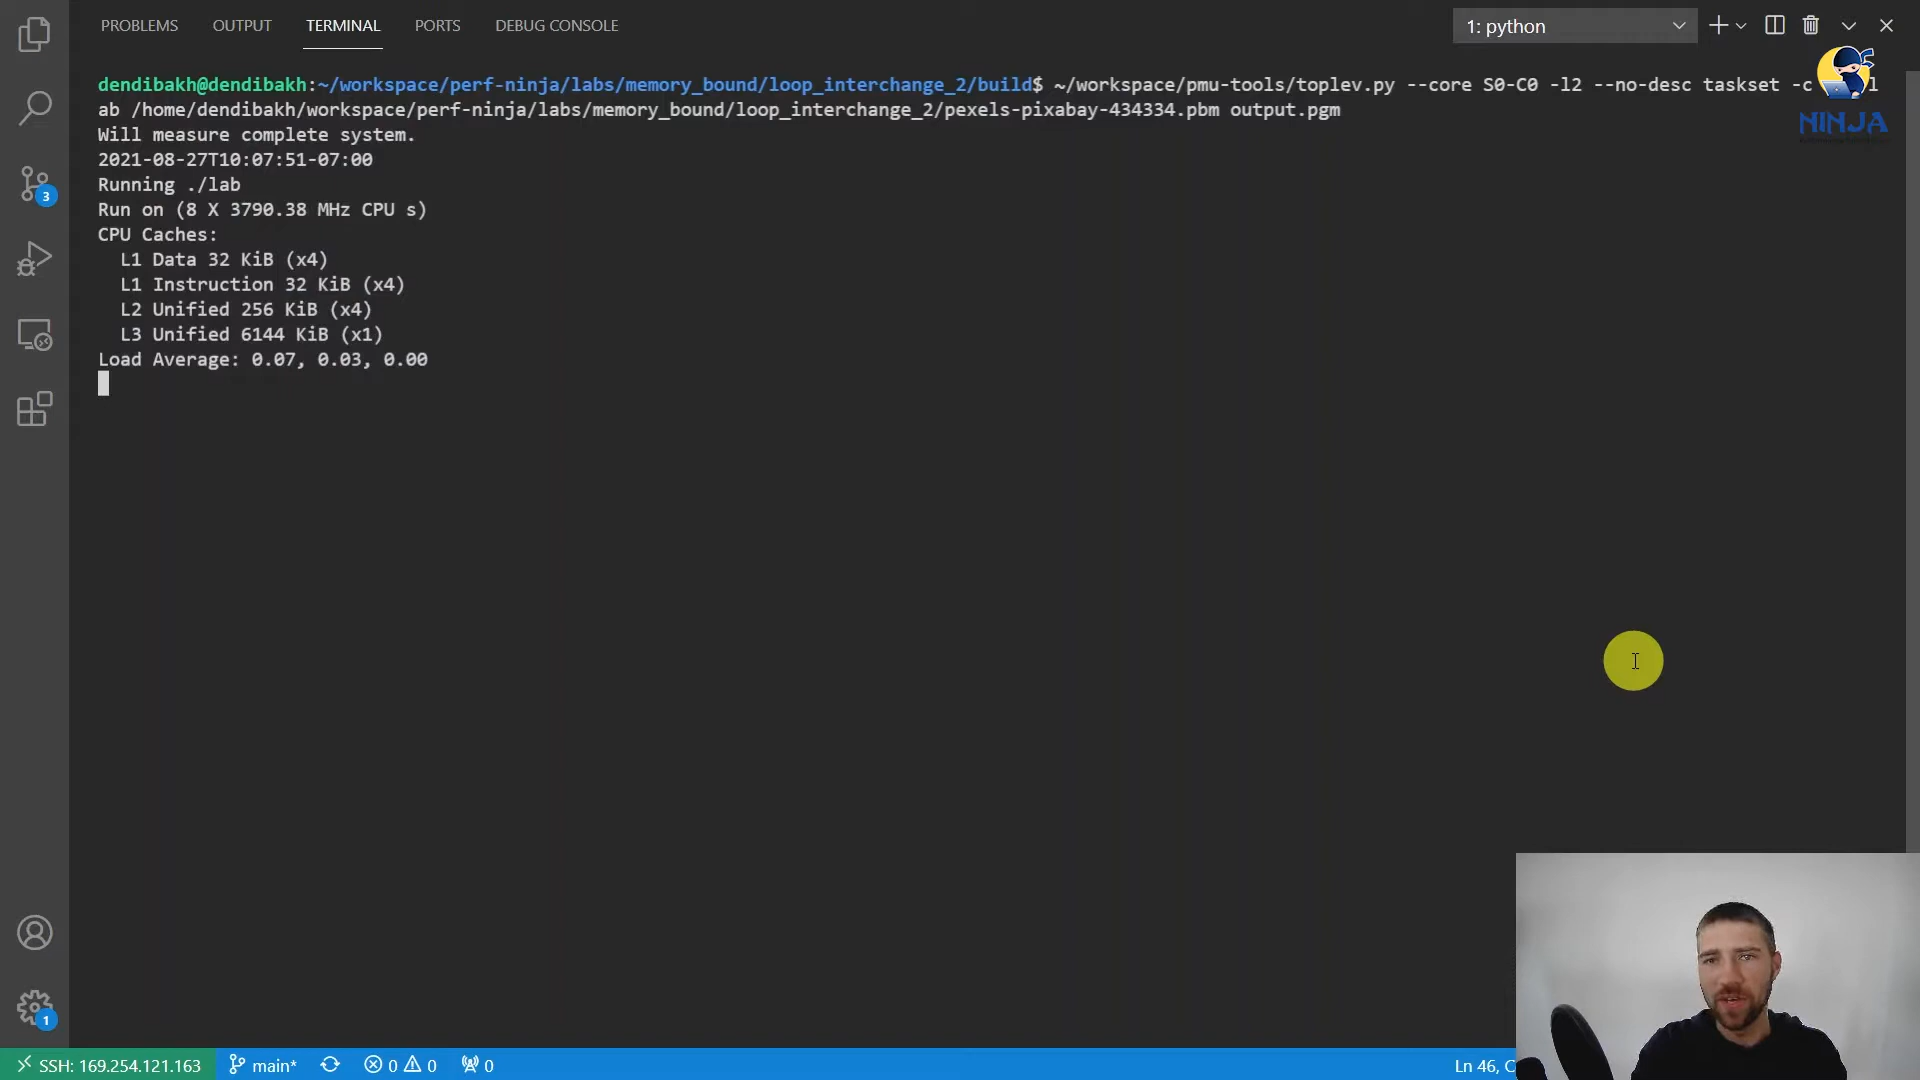 PROBLEMS OUTPUT TERMINAL PORTS DEBUG CONSOLE 1: python
dendibakh@dendibakh:~/workspace/perf-ninja/labs/memory_bound/loop_interchange_2/build$ ~/workspace/pmu-tools/toplev.py --core S0-C0 -l2 --no-desc taskset -c l
ab /home/dendibakh/workspace/perf-ninja/labs/memory_bound/loop_interchange_2/pexels-pixabay-434334.pbm output.pgm
NINJA
Will measure complete system.
2021-08-27T10:07:51-07:00
Running ./lab
Run on (8 X 3790.38 MHz CPU s)
CPU Caches:
L1 Data 32 KiB (x4)
L1 Instruction 32 KiB (x4)
L2 Unified 256 KiB (x4)
L3 Unified 6144 KiB (x1)
Load Average: 0.07, 0.03, 0.00
3
1
SSH: 169.254.121.163 main* 0 0 0 Ln 46, C